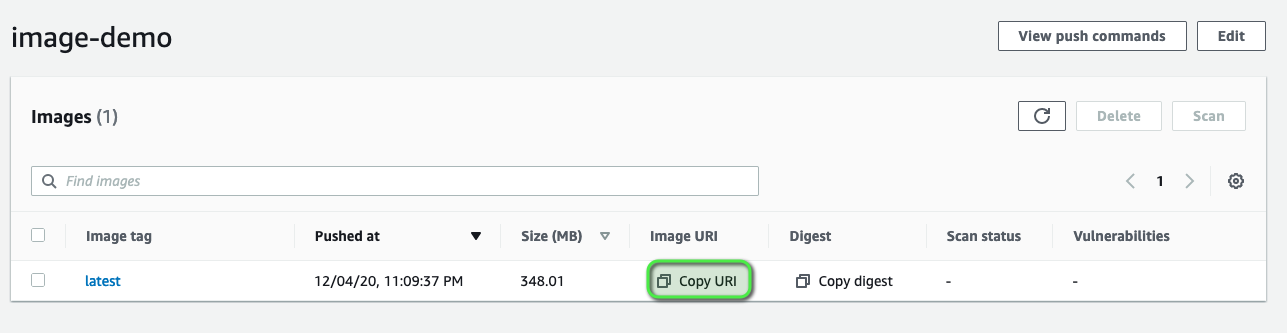 image-demo
View push commands
Edit
Images (1)
Delete
Scan
Find images
1
Image tag
Pushed at
Size (MB)
Image URI
Digest
Scan status
Vulnerabilities
latest
12/04/20, 11:09:37 PM
348.01
Copy URI
Copy digest
-
-